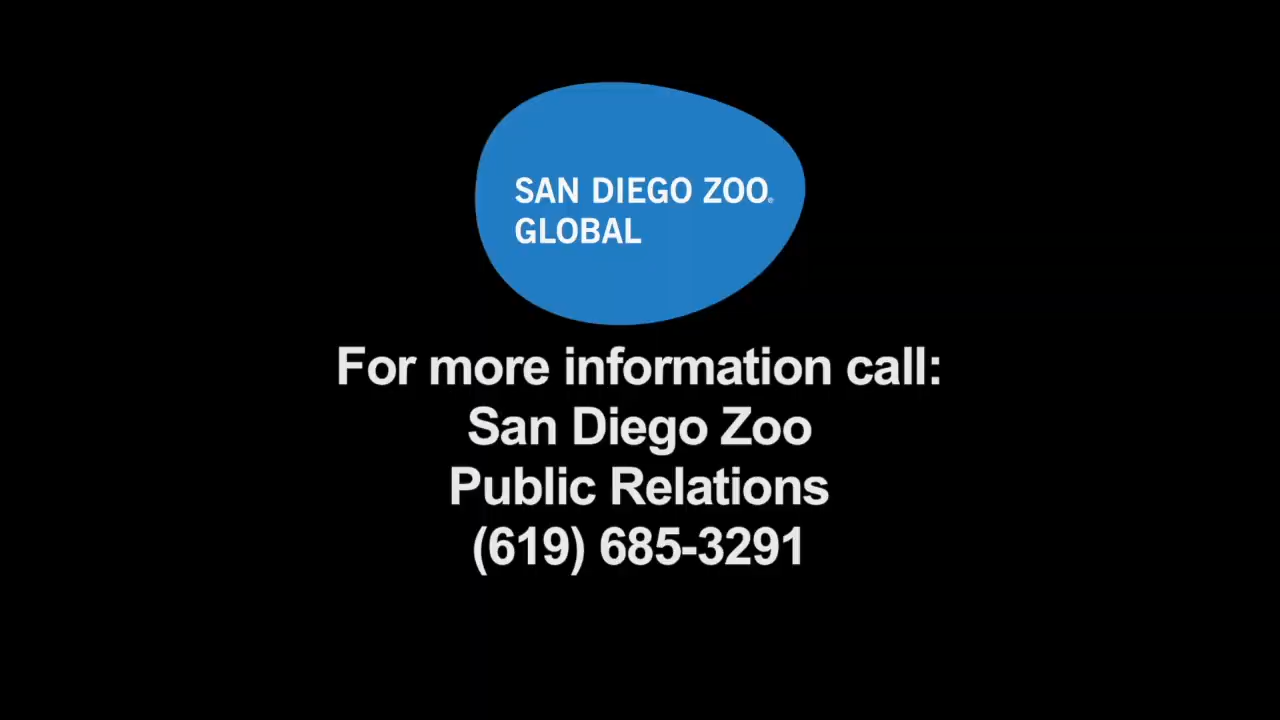 SAN DIEGO ZOO®
GLOBAL
For more information call:
San Diego Zoo
Public Relations
(619) 685-3291